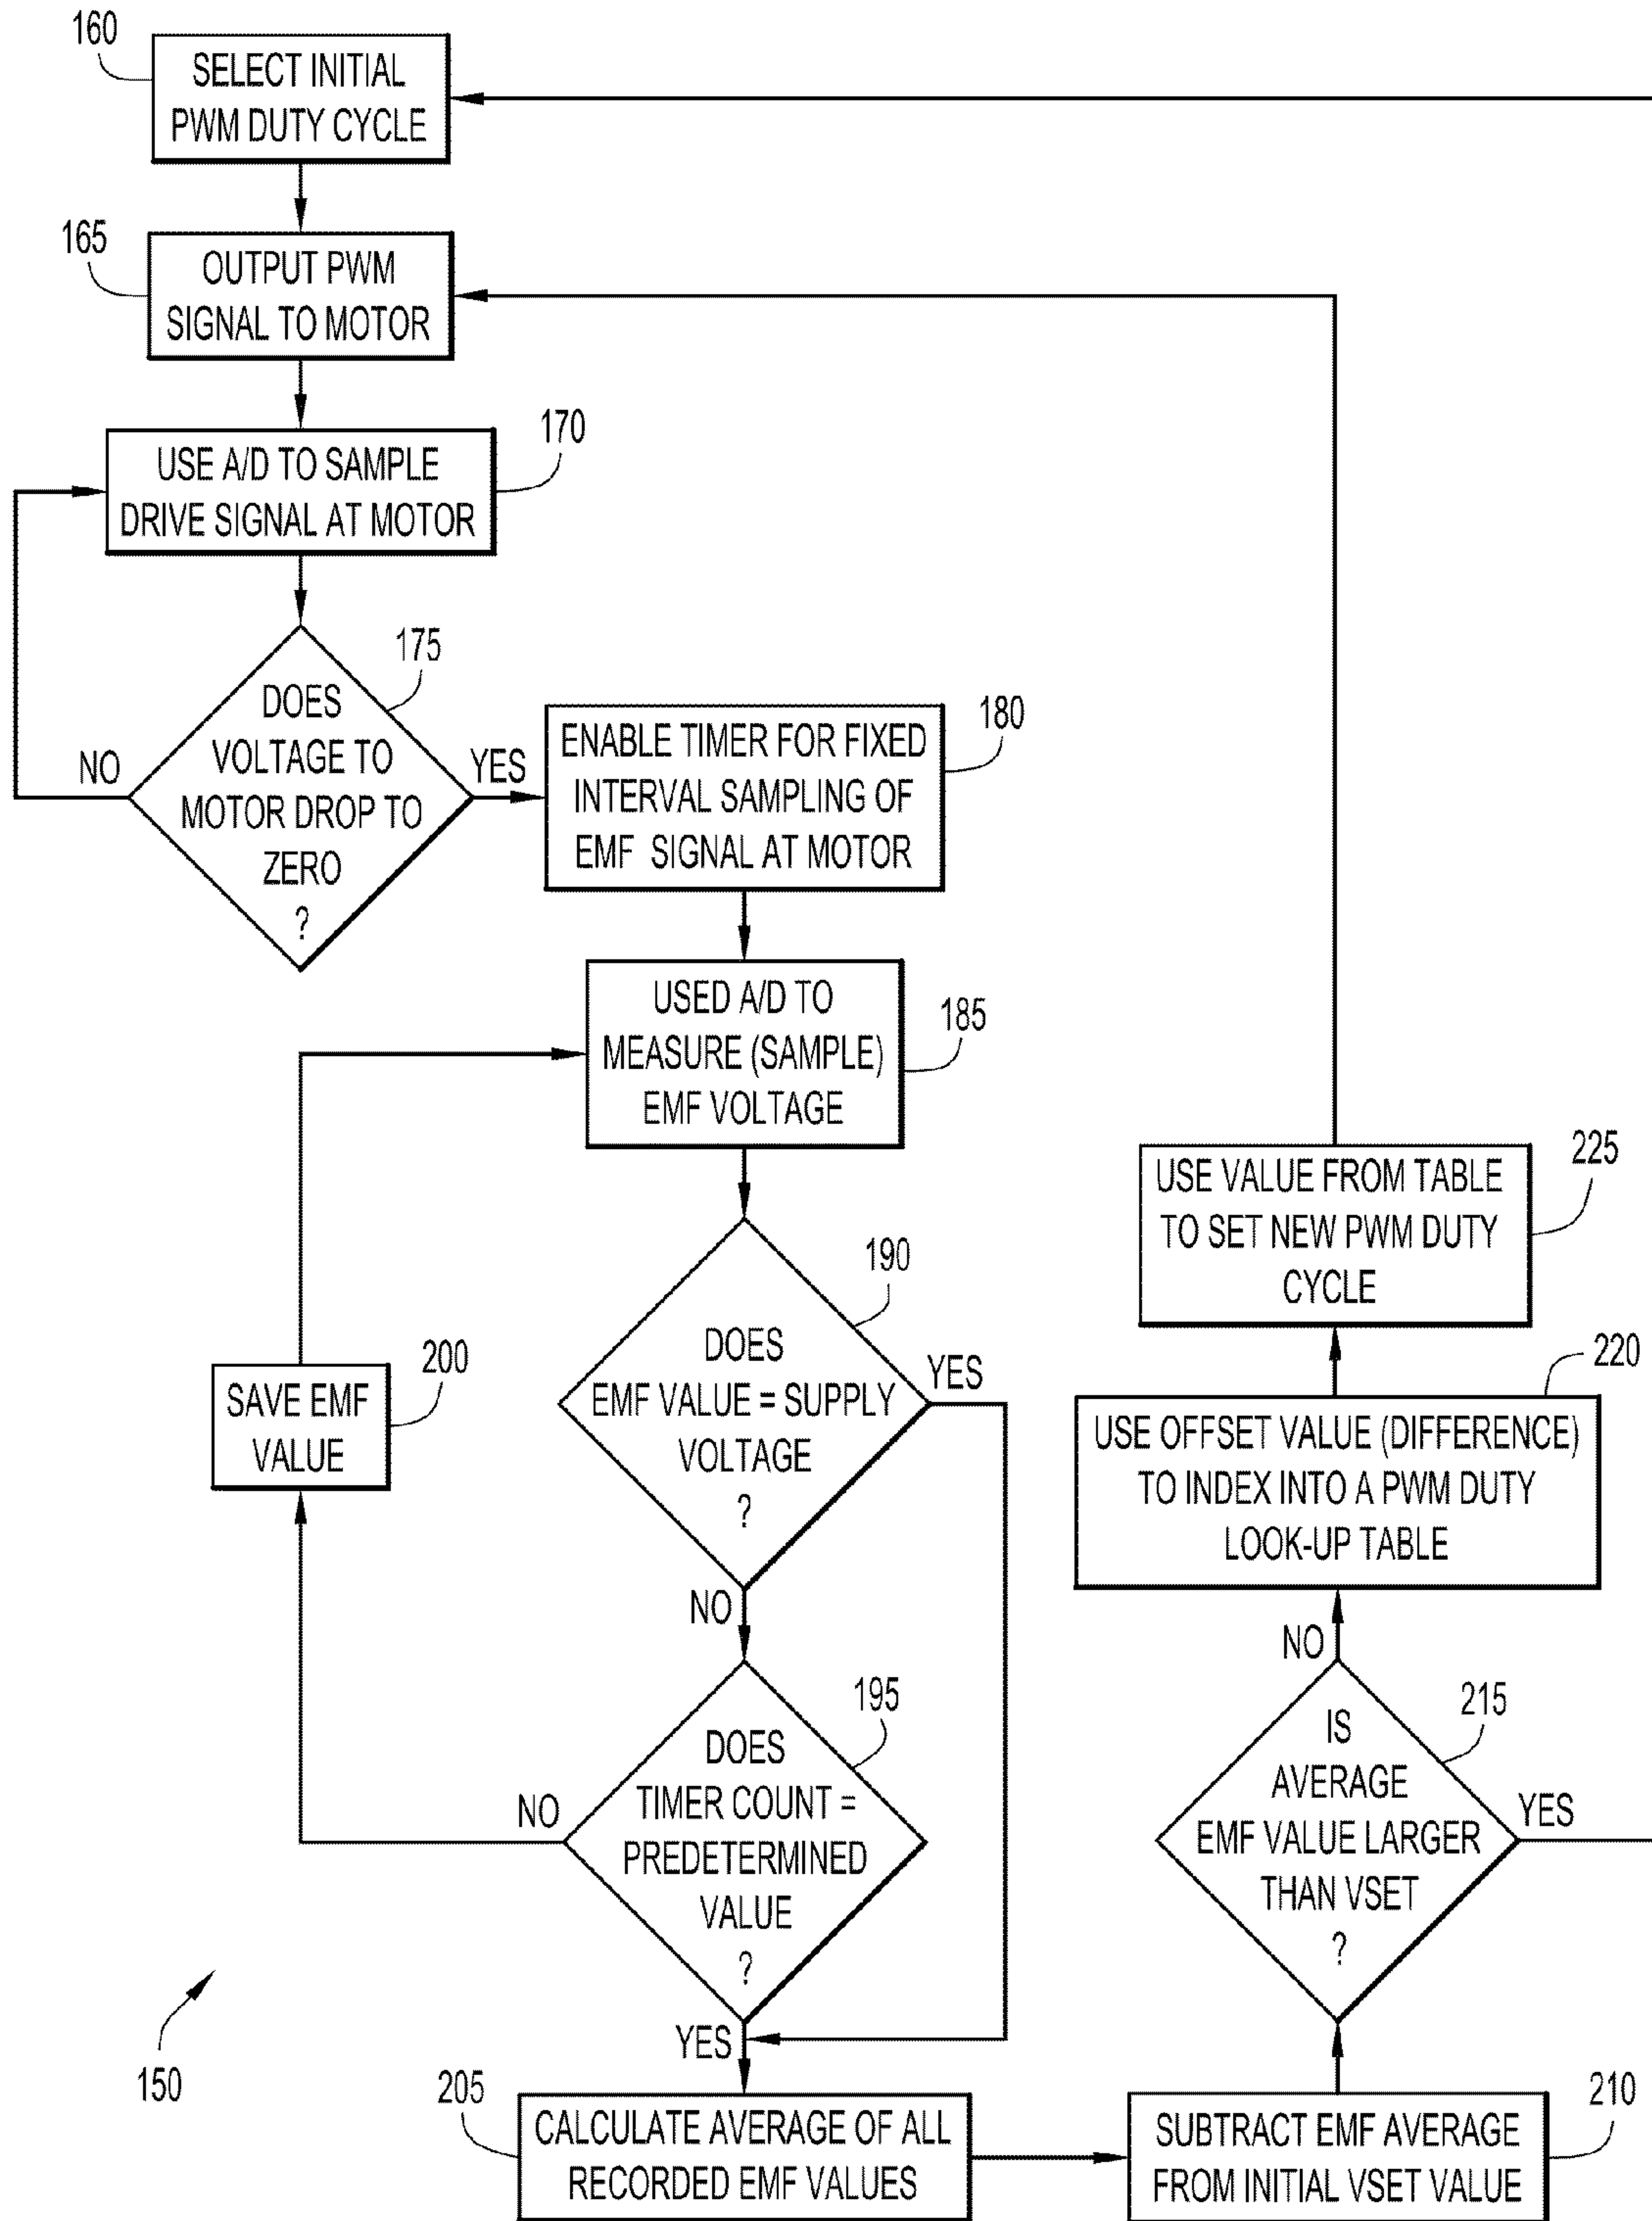 160
SELECT INITIAL
PWM DUTY CYCLE
165
OUTPUT PWM
SIGNAL TO MOTOR
170
USE A/D TO SAMPLE
DRIVE SIGNAL AT MOTOR
175
DOES
VOLTAGE TO
MOTOR DROP TO
ZERO
?
NO
YES
180
ENABLE TIMER FOR FIXED
INTERVAL SAMPLING OF
EMF SIGNAL AT MOTOR
185
USED A/D TO
MEASURE (SAMPLE)
EMF VOLTAGE
190
DOES
EMF VALUE = SUPPLY
VOLTAGE
?
YES
NO
195
DOES
TIMER COUNT =
PREDETERMINED
VALUE
?
NO
YES
200
SAVE EMF
VALUE
205
CALCULATE AVERAGE OF ALL
RECORDED EMF VALUES
210
SUBTRACT EMF AVERAGE
FROM INITIAL VSET VALUE
215
IS
AVERAGE
EMF VALUE LARGER
THAN VSET
?
NO
YES
220
USE OFFSET VALUE (DIFFERENCE)
TO INDEX INTO A PWM DUTY
LOOK-UP TABLE
225
USE VALUE FROM TABLE
TO SET NEW PWM DUTY
CYCLE
150